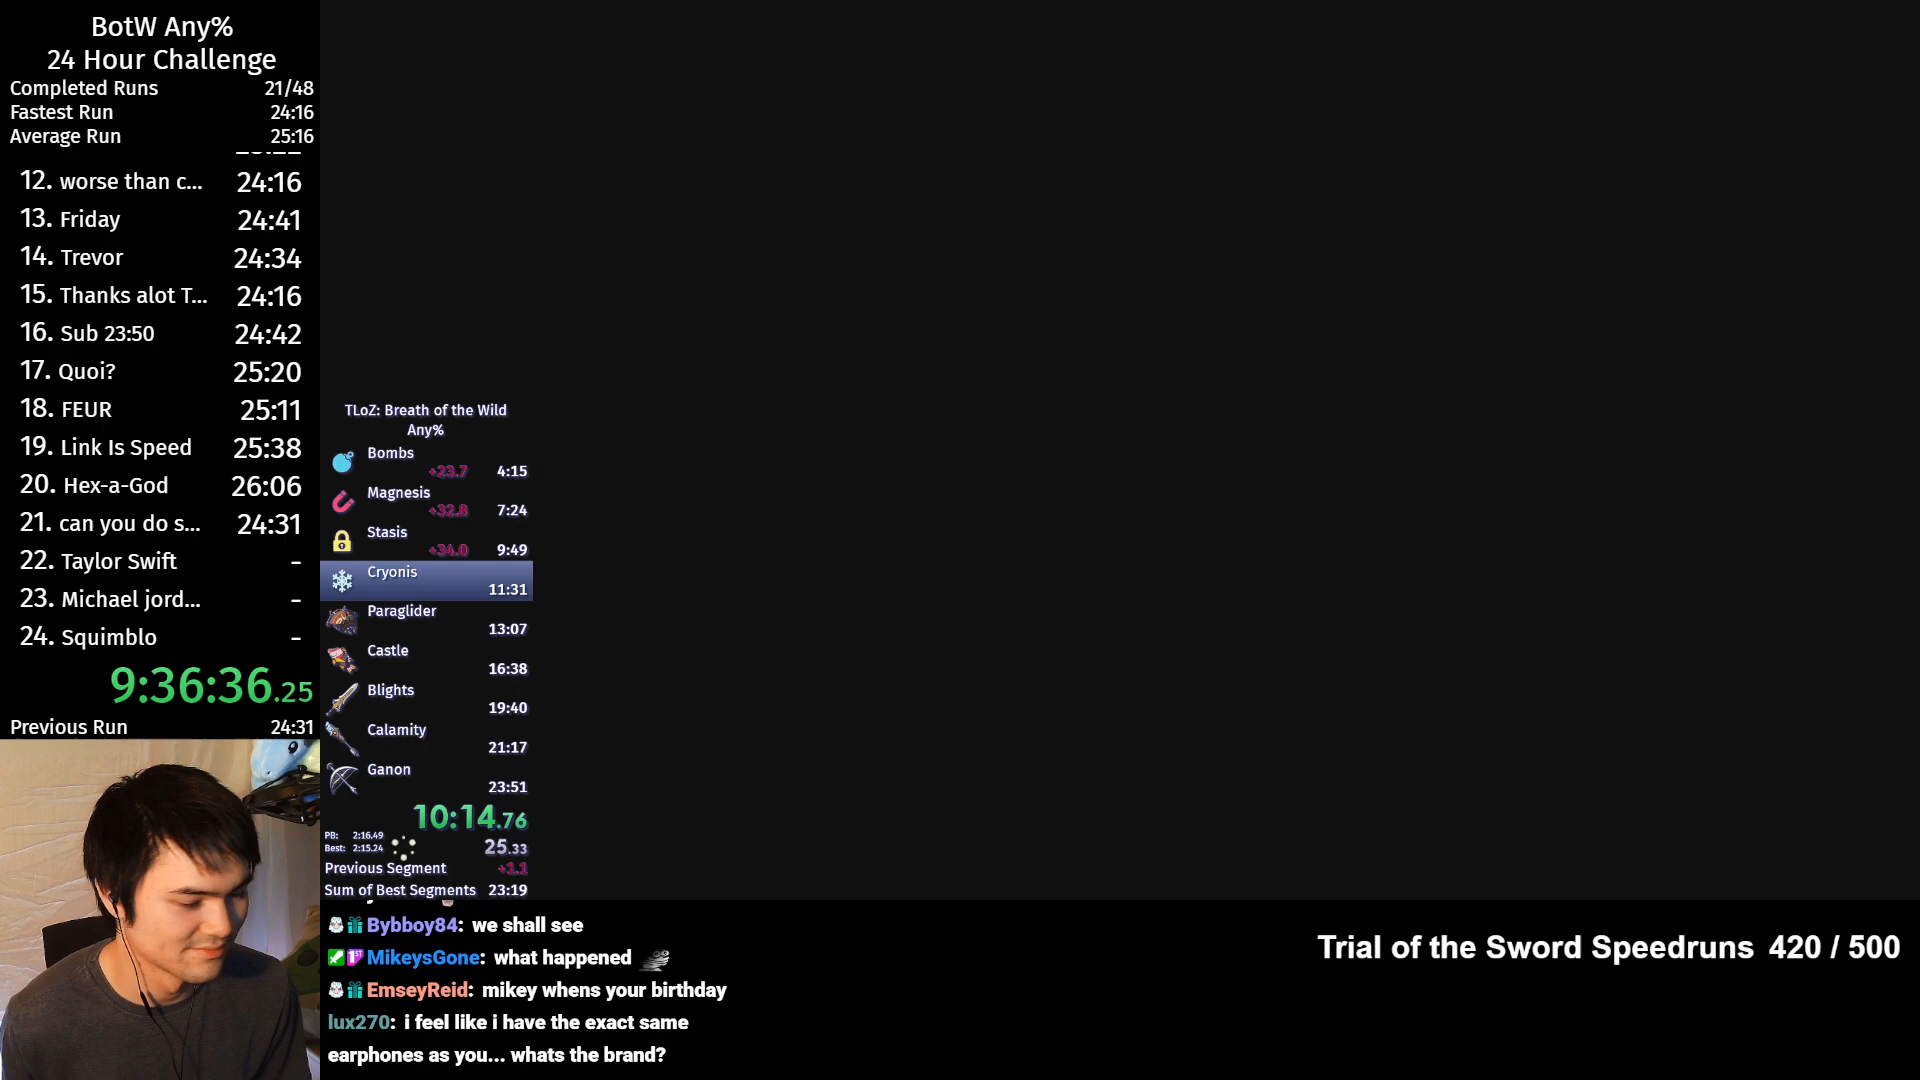 BotW Any%
24 Hour Challenge
Completed Runs 21/48
Fastest Run 24:16
Average Run 25:16
12. worse than c... 24:16
13. Friday 24:41
14. Trevor 24:34
15. Thanks alot T... 24:16
16. Sub 23:50 24:42
17. Quoi? 25:20
18. FEUR 25:11
19. Link Is Speed 25:38
20. Hex-a-God 26:06
21. can you do s... 24:31
22. Taylor Swift -
23. Michael jord... -
24. Squimblo -
9:36:36.25
Previous Run 24:31
TLoZ: Breath of the Wild
Any%
Bombs
+23.7 4:15
Magnesis
+32.8 7:24
Stasis
+34.0 9:49
Cryonis
11:31
Paraglider
13:07
Castle
16:38
Blights
19:40
Calamity
21:17
Ganon
23:51
10:14.76
PB: 2:16.49
Best: 2:15.24 25.33
Previous Segment +1.1
Sum of Best Segments 23:19
Bybboy84: we shall see
MikeysGone: what happened
EmseyReid: mikey whens your birthday
lux270: i feel like i have the exact same
earphones as you... whats the brand?
Trial of the Sword Speedruns 420 / 500